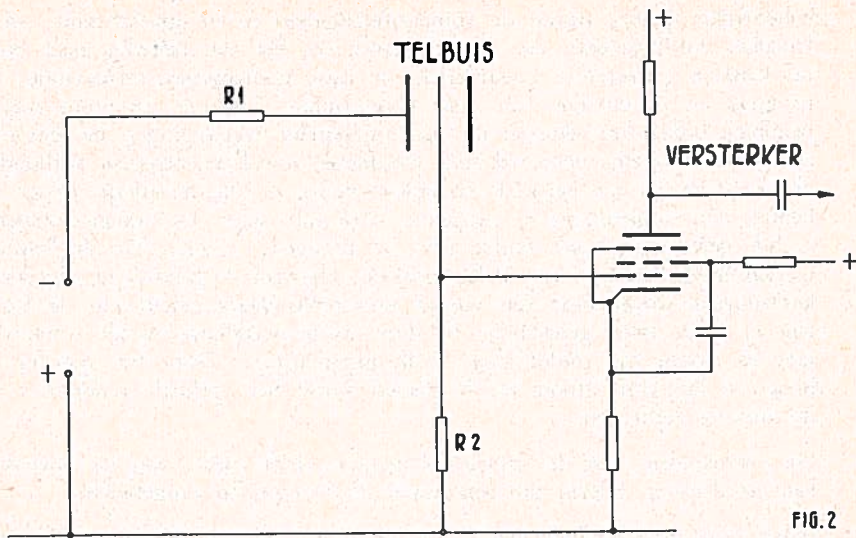 +
TELBUIS
R1
VERSTERKER
+
-
+
R2
FIG. 2